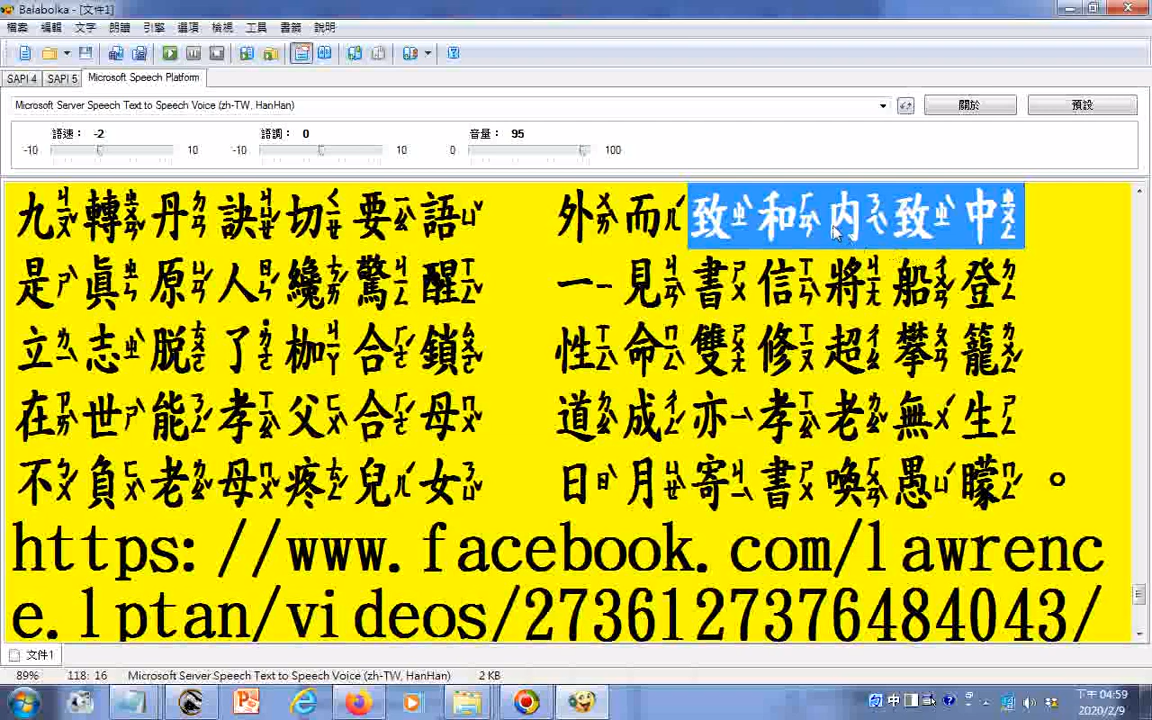 Balabolka - [文件1]
檔案 編輯 文字 朗讀 引擎 選項 檢視 工具 書籤 說明
SAPI 4 SAPI 5 Microsoft Speech Platform
Microsoft Server Speech Text to Speech Voice (zh-TW, HanHan) 關於 預設
語速： -2 語調： 0 音量： 95
-10 10 -10 10 0 100
九轉丹訣切要語 外而致和内致中
是眞原人纔驚醒 一見書信將船登
立志脫了枷合鎖 性命雙修超攀籠
在世能孝父合母 道成亦孝老無生
不負老母疼兒女 日月寄書喚愚矇。
https://www.facebook.com/lawrenc
e.lptan/videos/2736127376484043/
文件1
89% 118: 16 Microsoft Server Speech Text to Speech Voice (zh-TW, HanHan) 2 KB
中 下午 04:59
2020/2/9